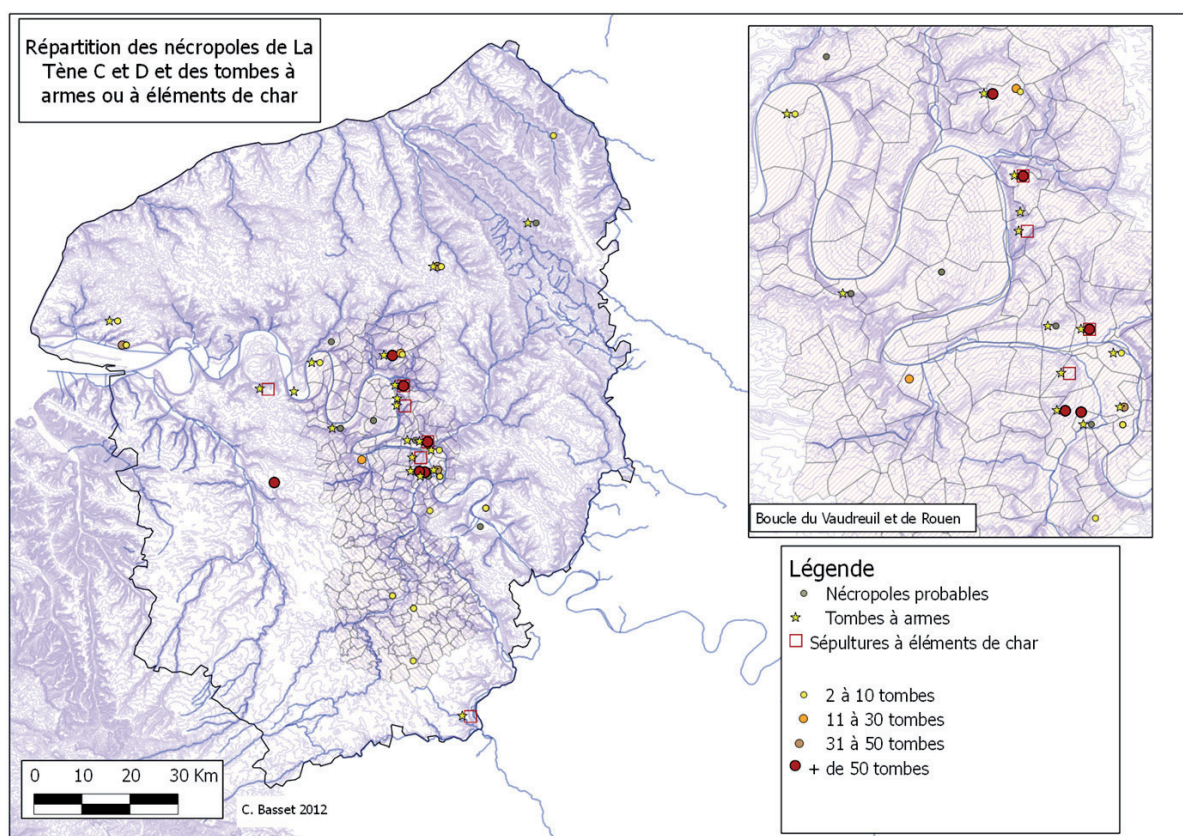 Répartition des nécropoles de La
Tène C et D et des tombes à
armes ou à éléments de char
Boucle du Vaudreuil et de Rouen
Légende
Nécropoles probables
Tombes à armes
Sépultures à éléments de char
2 à 10 tombes
11 à 30 tombes
31 à 50 tombes
+ de 50 tombes
0 10 20 30 Km
C. Basset 2012